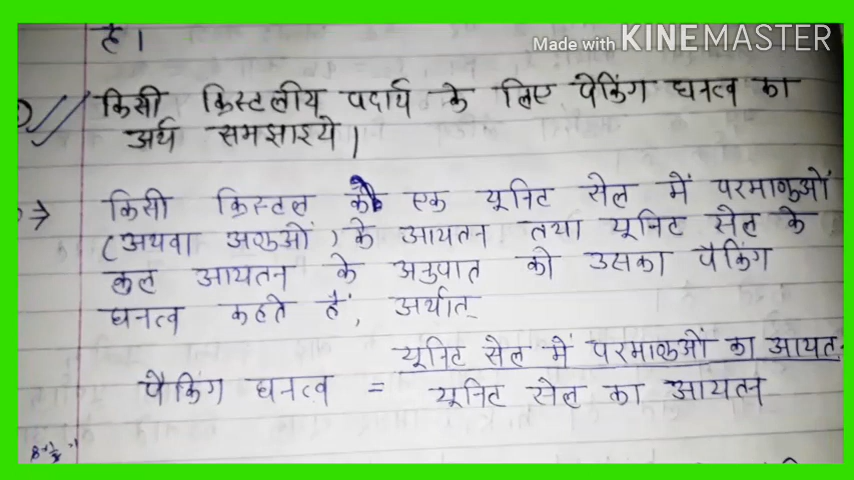 है।
Made with KINEMASTER
किसी क्रिस्टलीय पदार्थ के लिए पेकिंग घनत्व का
अर्थ समझाइये।
⇒ किसी क्रिस्टल के एक यूनिट सेल में परमाणुओं
(अथवा अणुओं) के आयतन तथा यूनिट सेल के
कुल आयतन के अनुपात को उसका पैकिंग
घनत्व कहते हैं, अर्थात्
यूनिट सेल में परमाणुओं का आयत
पैकिंग घनत्व = यूनिट सेल का आयतन